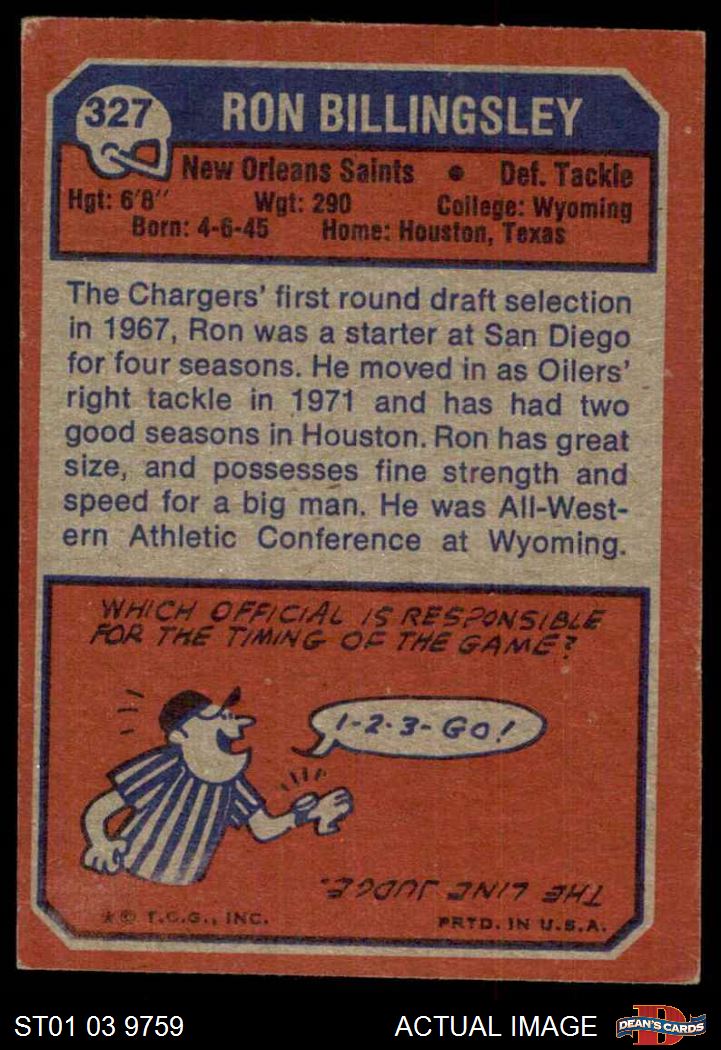 327
RON BILLINGSLEY
New Orleans Saints • Def. Tackle
Hgt: 6'8" Wgt: 290 College: Wyoming
Born: 4-6-45 Home: Houston, Texas
The Chargers' first round draft selection
in 1967, Ron was a starter at San Diego
for four seasons. He moved in as Oilers'
right tackle in 1971 and has had two
good seasons in Houston. Ron has great
size, and possesses fine strength and
speed for a big man. He was All-West-
ern Athletic Conference at Wyoming.
WHICH OFFICIAL IS RESPONSIBLE
FOR THE TIMING OF THE GAME?
1-2-3-GO!
THE LINE JUDGE.
★ © T.C.G., INC. PRTD. IN U.S.A.
ST01 03 9759 ACTUAL IMAGE
D
DEAN'S CARDS